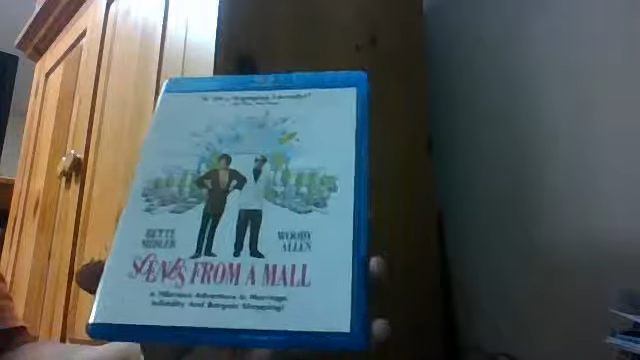 BETTE
MIDLER
WOODY
ALLEN
SCENES FROM A MALL
A Hilarious Adventure In Marriage,
Infidelity And Bargain Shopping!